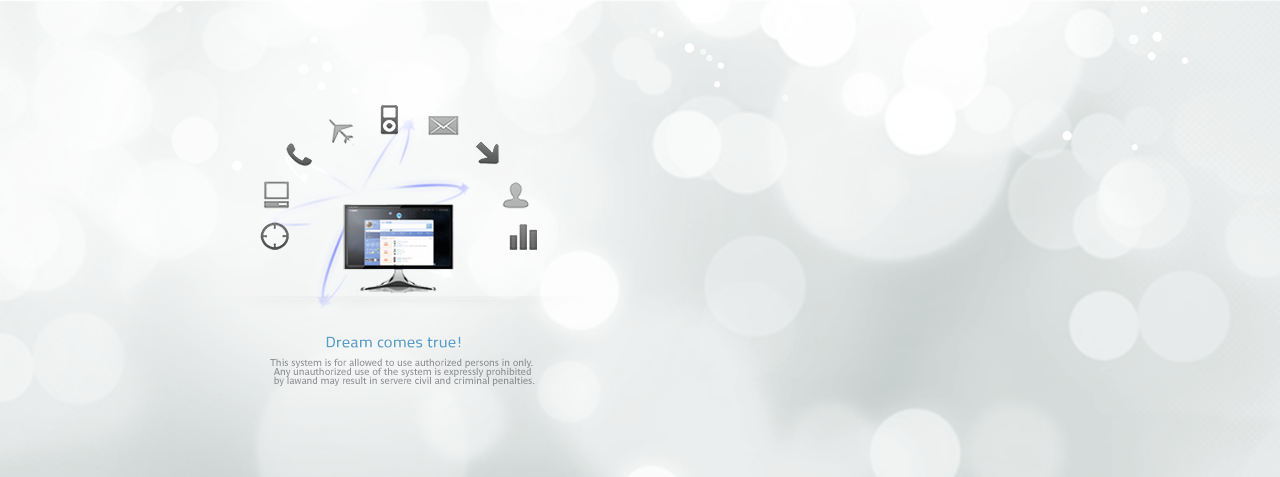 Dream comes true!
This system is for allowed to use authorized persons in only.
Any unauthorized use of the system is expressly prohibited
by lawand may result in servere civil and criminal penalties.